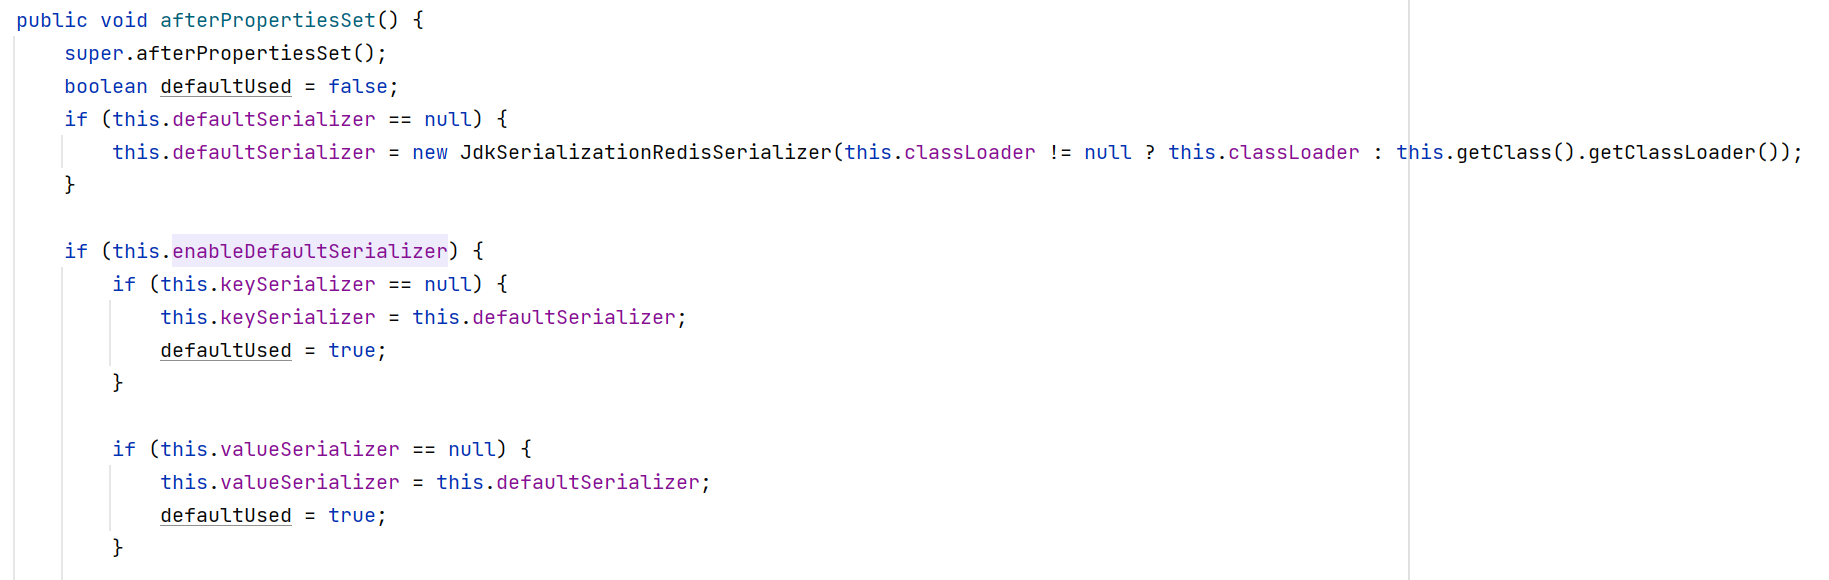 public void afterPropertiesSet() {
    super.afterPropertiesSet();
    boolean defaultUsed = false;
    if (this.defaultSerializer == null) {
        this.defaultSerializer = new JdkSerializationRedisSerializer(this.classLoader != null ? this.classLoader : this.getClass().getClassLoader());
    }

    if (this.enableDefaultSerializer) {
        if (this.keySerializer == null) {
            this.keySerializer = this.defaultSerializer;
            defaultUsed = true;
        }

        if (this.valueSerializer == null) {
            this.valueSerializer = this.defaultSerializer;
            defaultUsed = true;
        }